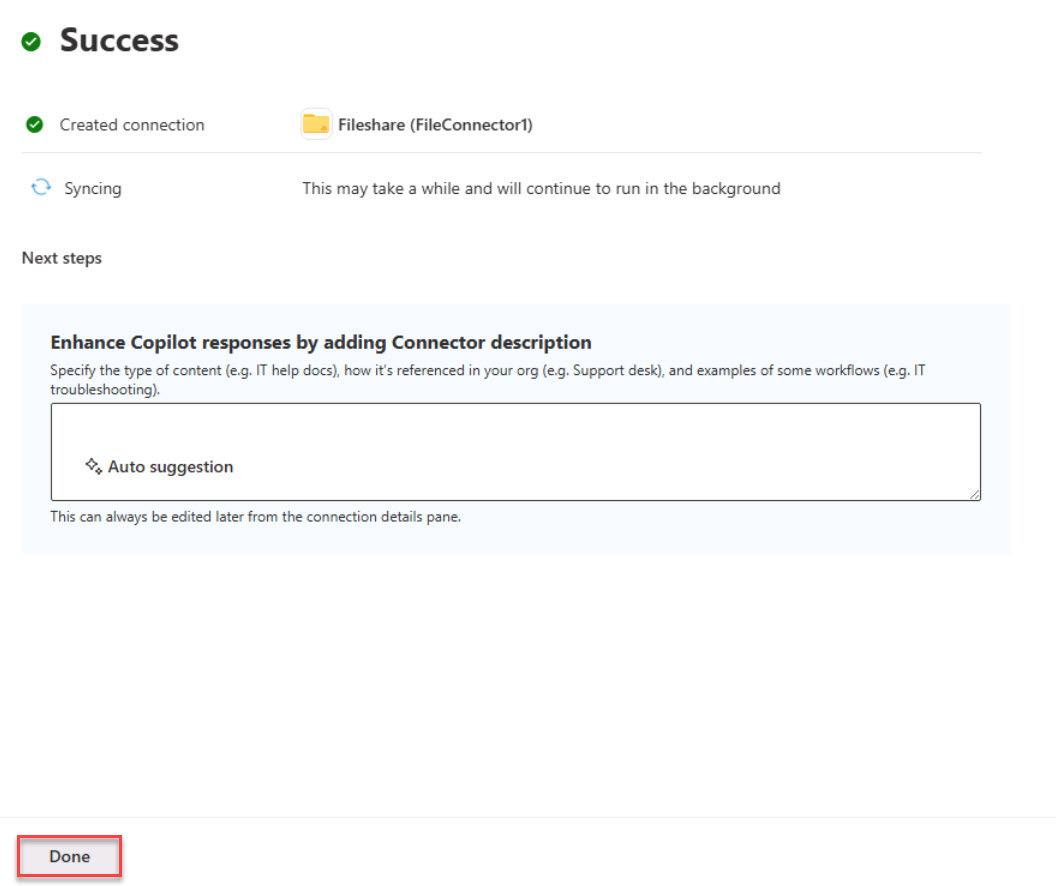 Success
Created connection
Fileshare (FileConnector1)
Syncing
This may take a while and will continue to run in the background
Next steps
Enhance Copilot responses by adding Connector description
Specify the type of content (e.g. IT help docs), how it's referenced in your org (e.g. Support desk), and examples of some workflows (e.g. IT
troubleshooting).
Auto suggestion
This can always be edited later from the connection details pane.
Done